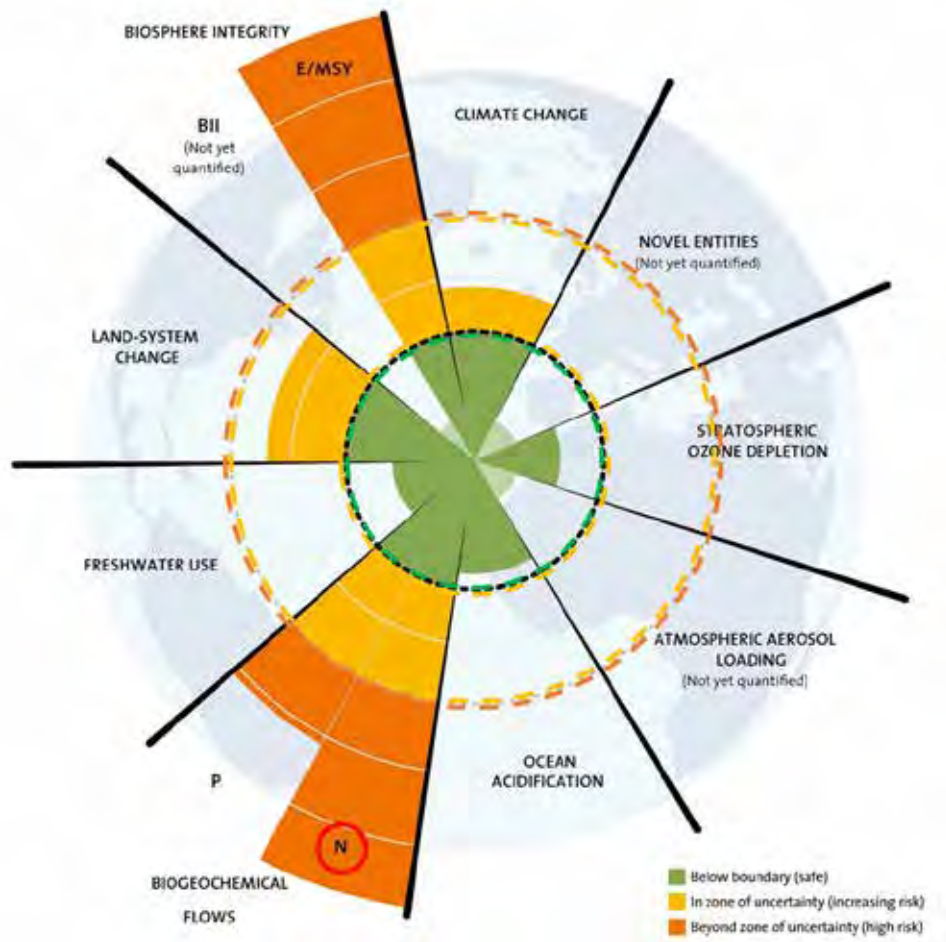 BIOSPHERE INTEGRITY
E/MSY
BII
(Not yet
quantified)
CLIMATE CHANGE
NOVEL ENTITIES
(Not yet quantified)
LAND-SYSTEM
CHANGE
STRATOSPHERIC
OZONE DEPLETION
FRESHWATER USE
ATMOSPHERIC AEROSOL
LOADING
(Not yet quantified)
OCEAN
ACIDIFICATION
P
N
BIOGEOCHEMICAL
FLOWS
Below boundary (safe)
In zone of uncertainty (increasing risk)
Beyond zone of uncertainty (high risk)